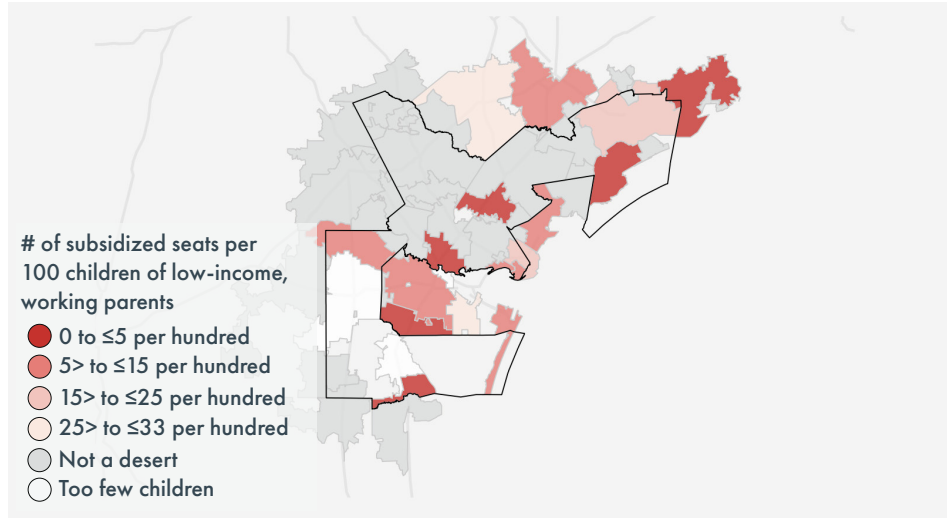 # of subsidized seats per
100 children of low-income,
working parents
0 to ≤5 per hundred
5> to ≤15 per hundred
15> to ≤25 per hundred
25> to ≤33 per hundred
Not a desert
Too few children